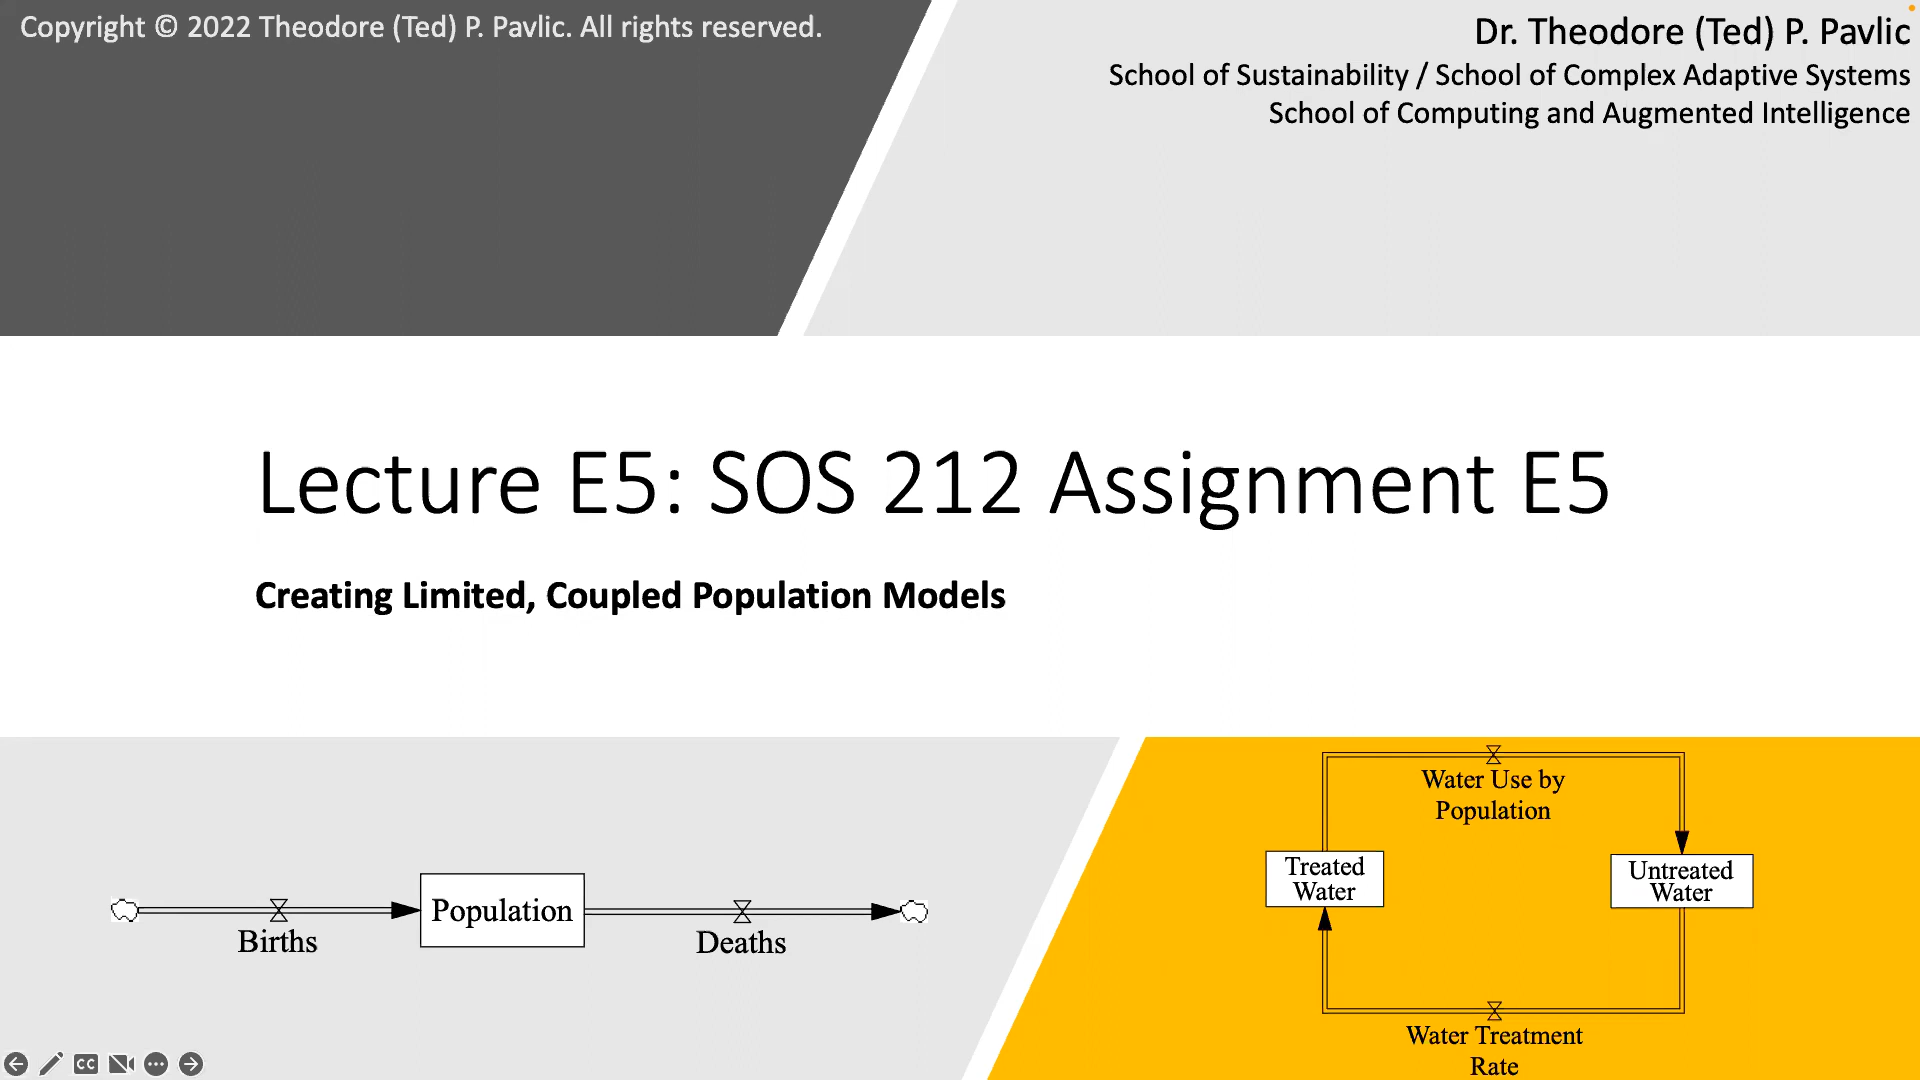 Copyright © 2022 Theodore (Ted) P. Pavlic. All rights reserved.
Dr. Theodore (Ted) P. Pavlic
School of Sustainability / School of Complex Adaptive Systems
School of Computing and Augmented Intelligence
Lecture E5: SOS 212 Assignment E5
Creating Limited, Coupled Population Models
Births
Population
Deaths
Water Use by
Population
Treated
Water
Untreated
Water
Water Treatment
Rate
CC